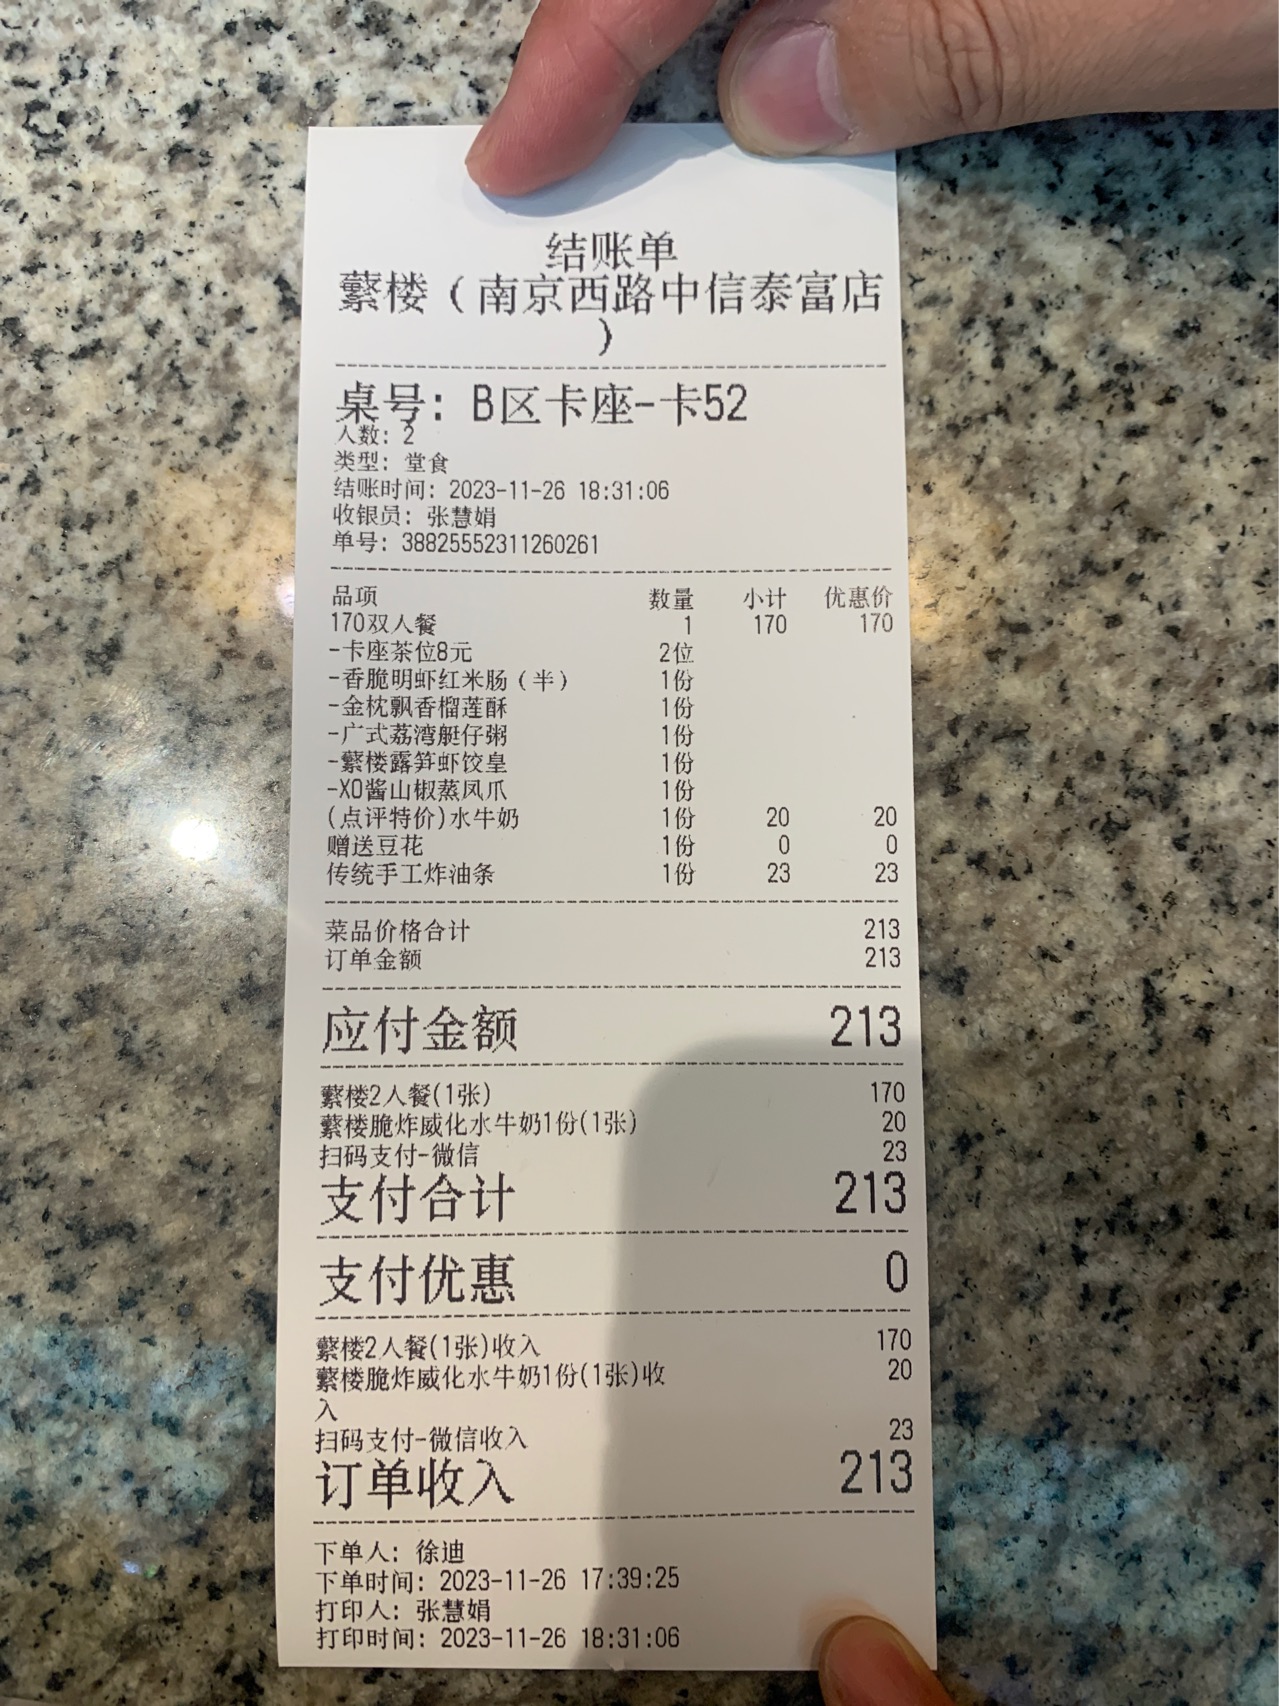 结账单
蘩楼（南京西路中信泰富店
）
桌号：B区卡座-卡52
人数：2
类型：堂食
结账时间：2023-11-26 18:31:06
收银员：张慧娟
单号：38825552311260261
品项 数量 小计 优惠价
170双人餐 1 170 170
-卡座茶位8元 2位
-香脆明虾红米肠（半） 1份
-金枕飘香榴莲酥 1份
-广式荔湾艇仔粥 1份
-蘩楼露笋虾饺皇 1份
-XO酱山椒蒸凤爪 1份
(点评特价)水牛奶 1份 20 20
赠送豆花 1份 0 0
传统手工炸油条 1份 23 23
菜品价格合计 213
订单金额 213
应付金额 213
蘩楼2人餐(1张) 170
蘩楼脆炸威化水牛奶1份(1张) 20
扫码支付-微信 23
支付合计 213
支付优惠 0
蘩楼2人餐(1张)收入 170
蘩楼脆炸威化水牛奶1份(1张)收 20
入
扫码支付-微信收入 23
订单收入 213
下单人：徐迪
下单时间：2023-11-26 17:39:25
打印人：张慧娟
打印时间：2023-11-26 18:31:06